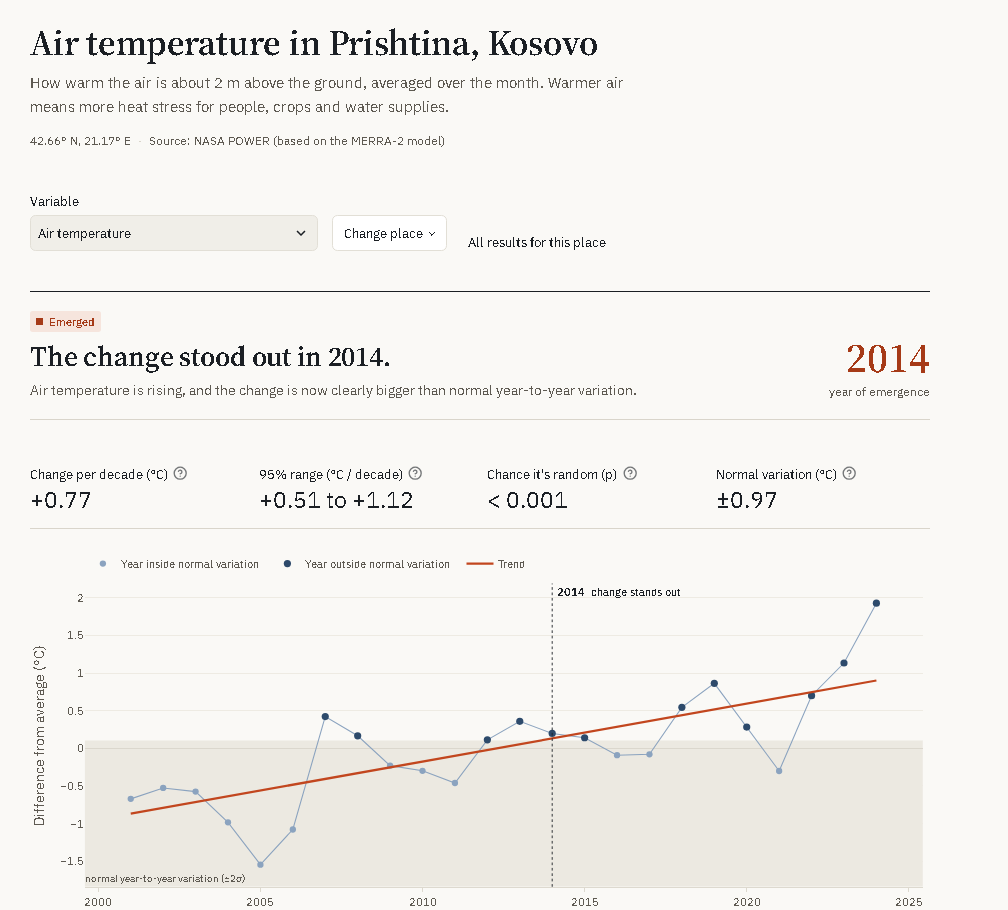 Air temperature in Prishtina, Kosovo
How warm the air is about 2 m above the ground, averaged over the month. Warmer air
means more heat stress for people, crops and water supplies.
42.66° N, 21.17° E · Source: NASA POWER (based on the MERRA-2 model)
Variable
Air temperature
Change place
All results for this place
Emerged
The change stood out in 2014.
2014
Air temperature is rising, and the change is now clearly bigger than normal year-to-year variation.
year of emergence
Change per decade (°C) ?
95% range (°C / decade) ?
Chance it's random (p) ?
Normal variation (°C) ?
+0.77
+0.51 to +1.12
< 0.001
±0.97
Year inside normal variation
Year outside normal variation
Trend
2014 change stands out
Difference from average (°C)
2
1.5
1
0.5
0
−0.5
−1
−1.5
normal year-to-year variation (±2σ)
2000 2005 2010 2015 2020 2025